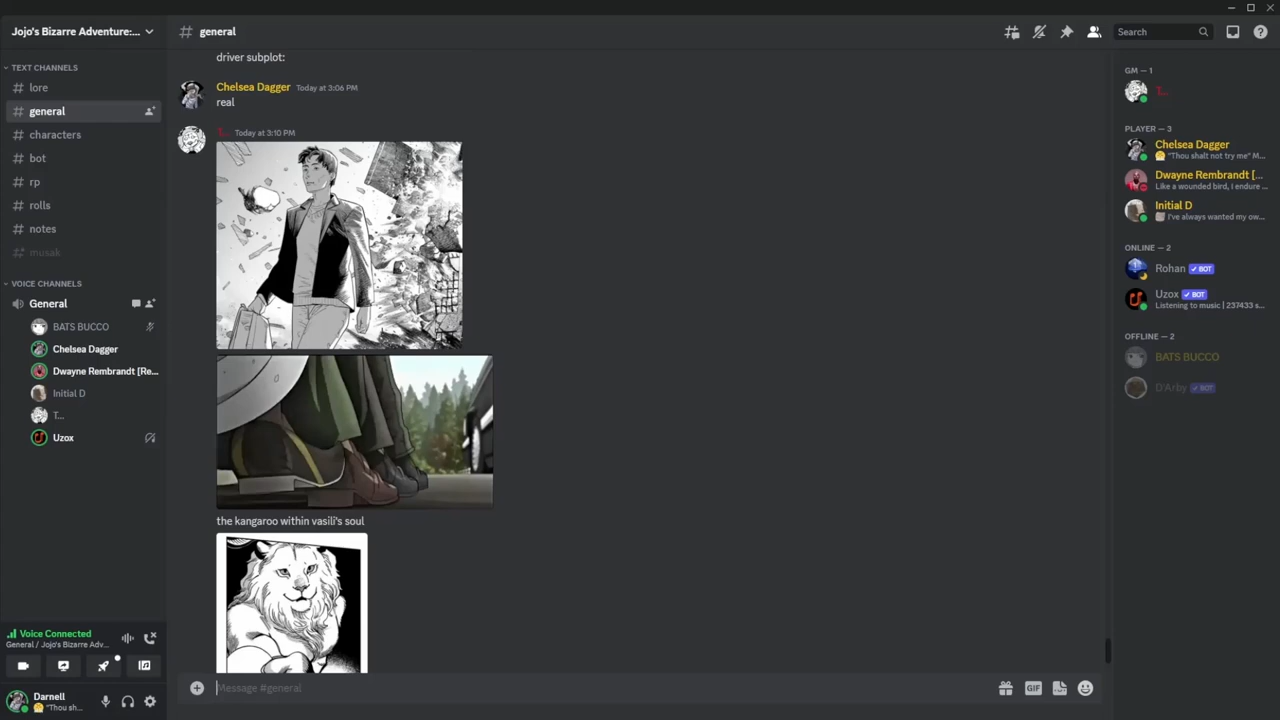 Jojo's Bizarre Adventure:...
general
Search
TEXT CHANNELS
lore
general
characters
bot
rp
rolls
notes
musak
VOICE CHANNELS
General
BATS BUCCO
Chelsea Dagger
Dwayne Rembrandt [Re...
Initial D
T...
Uzox
Voice Connected
General / Jojo's Bizarre Adv...
Darnell
"Thou sh...
driver subplot:
Chelsea Dagger Today at 3:06 PM
real
T... Today at 3:10 PM
the kangaroo within vasili's soul
Message #general
GIF
GM — 1
T...
PLAYER — 3
Chelsea Dagger
"Thou shalt not try me" M...
Dwayne Rembrandt [...
Like a wounded bird, i endure ...
Initial D
I've always wanted my ow...
ONLINE — 2
Rohan BOT
Uzox BOT
Listening to music | 237433 s...
OFFLINE — 2
BATS BUCCO
D'Arby BOT